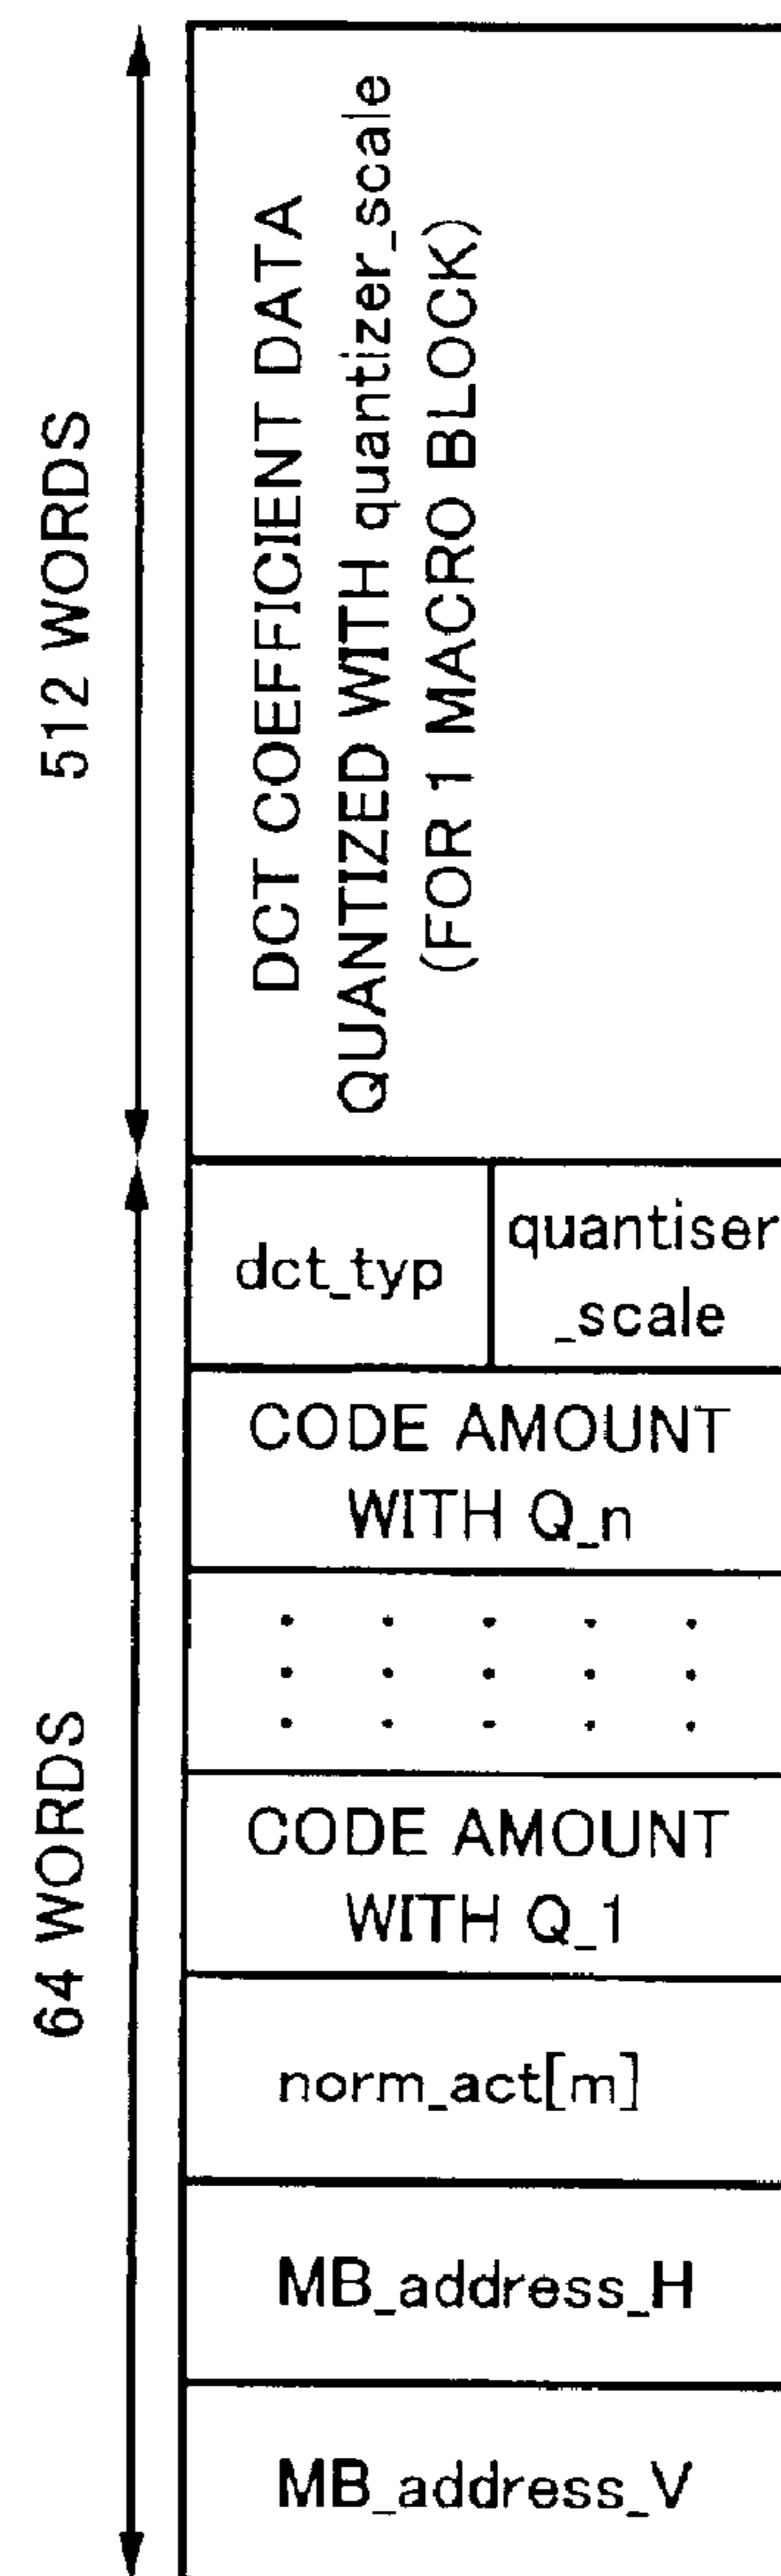 512 WORDS
DCT COEFFICIENT DATA
QUANTIZED WITH quantizer_scale
(FOR 1 MACRO BLOCK)
64 WORDS
dct_typ
quantiser
_scale
CODE AMOUNT
WITH Q_n
CODE AMOUNT
WITH Q_1
norm_act[m]
MB_address_H
MB_address_V